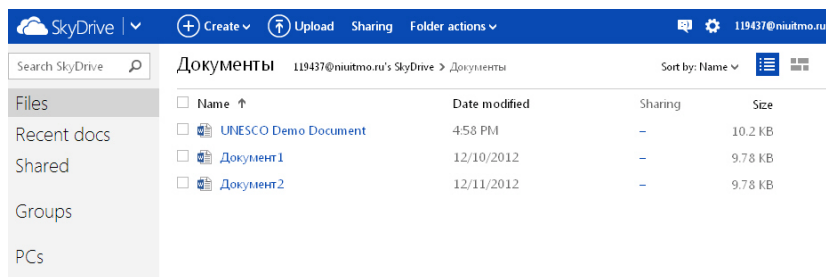 SkyDrive Create Upload Sharing Folder actions 119437@niuitmo.ru
Search SkyDrive
Документы 119437@niuitmo.ru's SkyDrive > Документы Sort by: Name
Files
Recent docs
Shared
Groups
PCs
Name Date modified Sharing Size
UNESCO Demo Document 4:58 PM – 10.2 KB
Документ1 12/10/2012 – 9.78 KB
Документ2 12/11/2012 – 9.78 KB